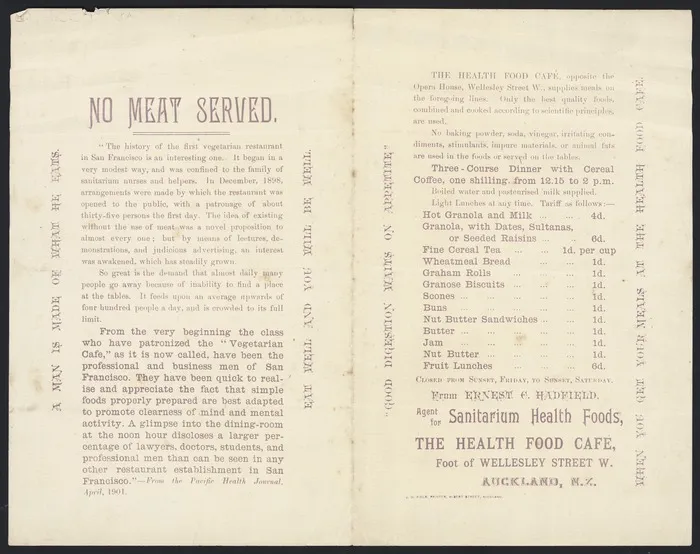 NO MEAT SERVED.
"The history of the first vegetarian restaurant
in San Francisco is an interesting one. It began in a
very modest way, and was confined to the family of
sanitarium nurses and helpers. In December, 1898,
arrangements were made by which the restaurant was
opened to the public, with a patronage of about
thirty-five persons the first day. The idea of existing
without the use of meat was a novel proposition to
almost every one; but by means of lectures, de-
monstrations, and judicious advertising, an interest
was awakened, which has steadily grown.
So great is the demand that almost daily many
people go away because of inability to find a place
at the tables. It feeds upon an average upwards of
four hundred people a day, and is crowded to its full
limit.
From the very beginning the class
who have patronized the "Vegetarian
Cafe," as it is now called, have been the
professional and business men of San
Francisco. They have been quick to real-
ise and appreciate the fact that simple
foods properly prepared are best adapted
to promote clearness of mind and mental
activity. A glimpse into the dining-room
at the noon hour discloses a larger per-
centage of lawyers, doctors, students, and
professional men than can be seen in any
other restaurant establishment in San
Francisco."—From the Pacific Health Journal,
April, 1901.
A MAN IS MADE OF WHAT HE EATS.
EAT WELL AND YOU WILL BE WELL.
"GOOD DIGESTION WAITS ON APPETITE"
THE HEALTH FOOD CAFE, opposite the
Opera House, Wellesley Street W., supplies meals on
the foregoing lines. Only the best quality foods,
combined and cooked according to scientific principles,
are used.
No baking powder, soda, vinegar, irritating con-
diments, stimulants, impure materials, or animal fats
are used in the foods or served on the tables.
Three-Course Dinner with Cereal
Coffee, one shilling, from 12.15 to 2 p.m.
Boiled water and pasteurised milk supplied.
Light Lunches at any time. Tariff as follows:—
Hot Granola and Milk ... ... 4d.
Granola, with Dates, Sultanas,
or Seeded Raisins ... ... 6d.
Fine Cereal Tea ... ... 1d. per cup
Wheatmeal Bread ... ... 1d.
Graham Rolls ... ... 1d.
Granose Biscuits ... ... 1d.
Scones ... ... ... ... 1d.
Buns ... ... ... ... 1d.
Nut Butter Sandwiches ... ... 1d.
Butter ... ... ... ... 1d.
Jam ... ... ... ... 1d.
Nut Butter ... ... ... 1d.
Fruit Lunches ... ... ... 6d.
CLOSED FROM SUNSET, FRIDAY, TO SUNSET, SATURDAY.
From ERNEST C. HADFIELD,
Agent for Sanitarium Health Foods,
THE HEALTH FOOD CAFE,
Foot of WELLESLEY STREET W.
AUCKLAND, N.Z.
WHEN YOU GET YOUR MEALS AT THE HEALTH FOOD CAFE.